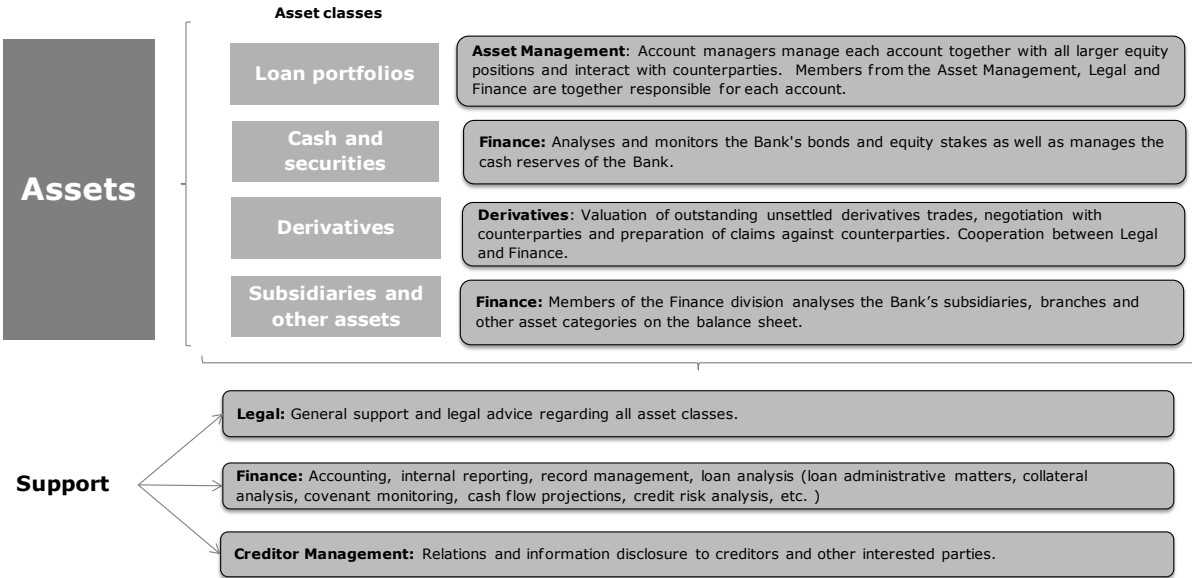 Asset classes
Assets
Loan portfolios
Asset Management: Account managers manage each account together with all larger equity
positions and interact with counterparties. Members from the Asset Management, Legal and
Finance are together responsible for each account.
Cash and
securities
Finance: Analyses and monitors the Bank's bonds and equity stakes as well as manages the
cash reserves of the Bank.
Derivatives
Derivatives: Valuation of outstanding unsettled derivatives trades, negotiation with
counterparties and preparation of claims against counterparties. Cooperation between Legal
and Finance.
Subsidiaries and
other assets
Finance: Members of the Finance division analyses the Bank’s subsidiaries, branches and
other asset categories on the balance sheet.
Support
Legal: General support and legal advice regarding all asset classes.
Finance: Accounting, internal reporting, record management, loan analysis (loan administrative matters, collateral
analysis, covenant monitoring, cash flow projections, credit risk analysis, etc. )
Creditor Management: Relations and information disclosure to creditors and other interested parties.